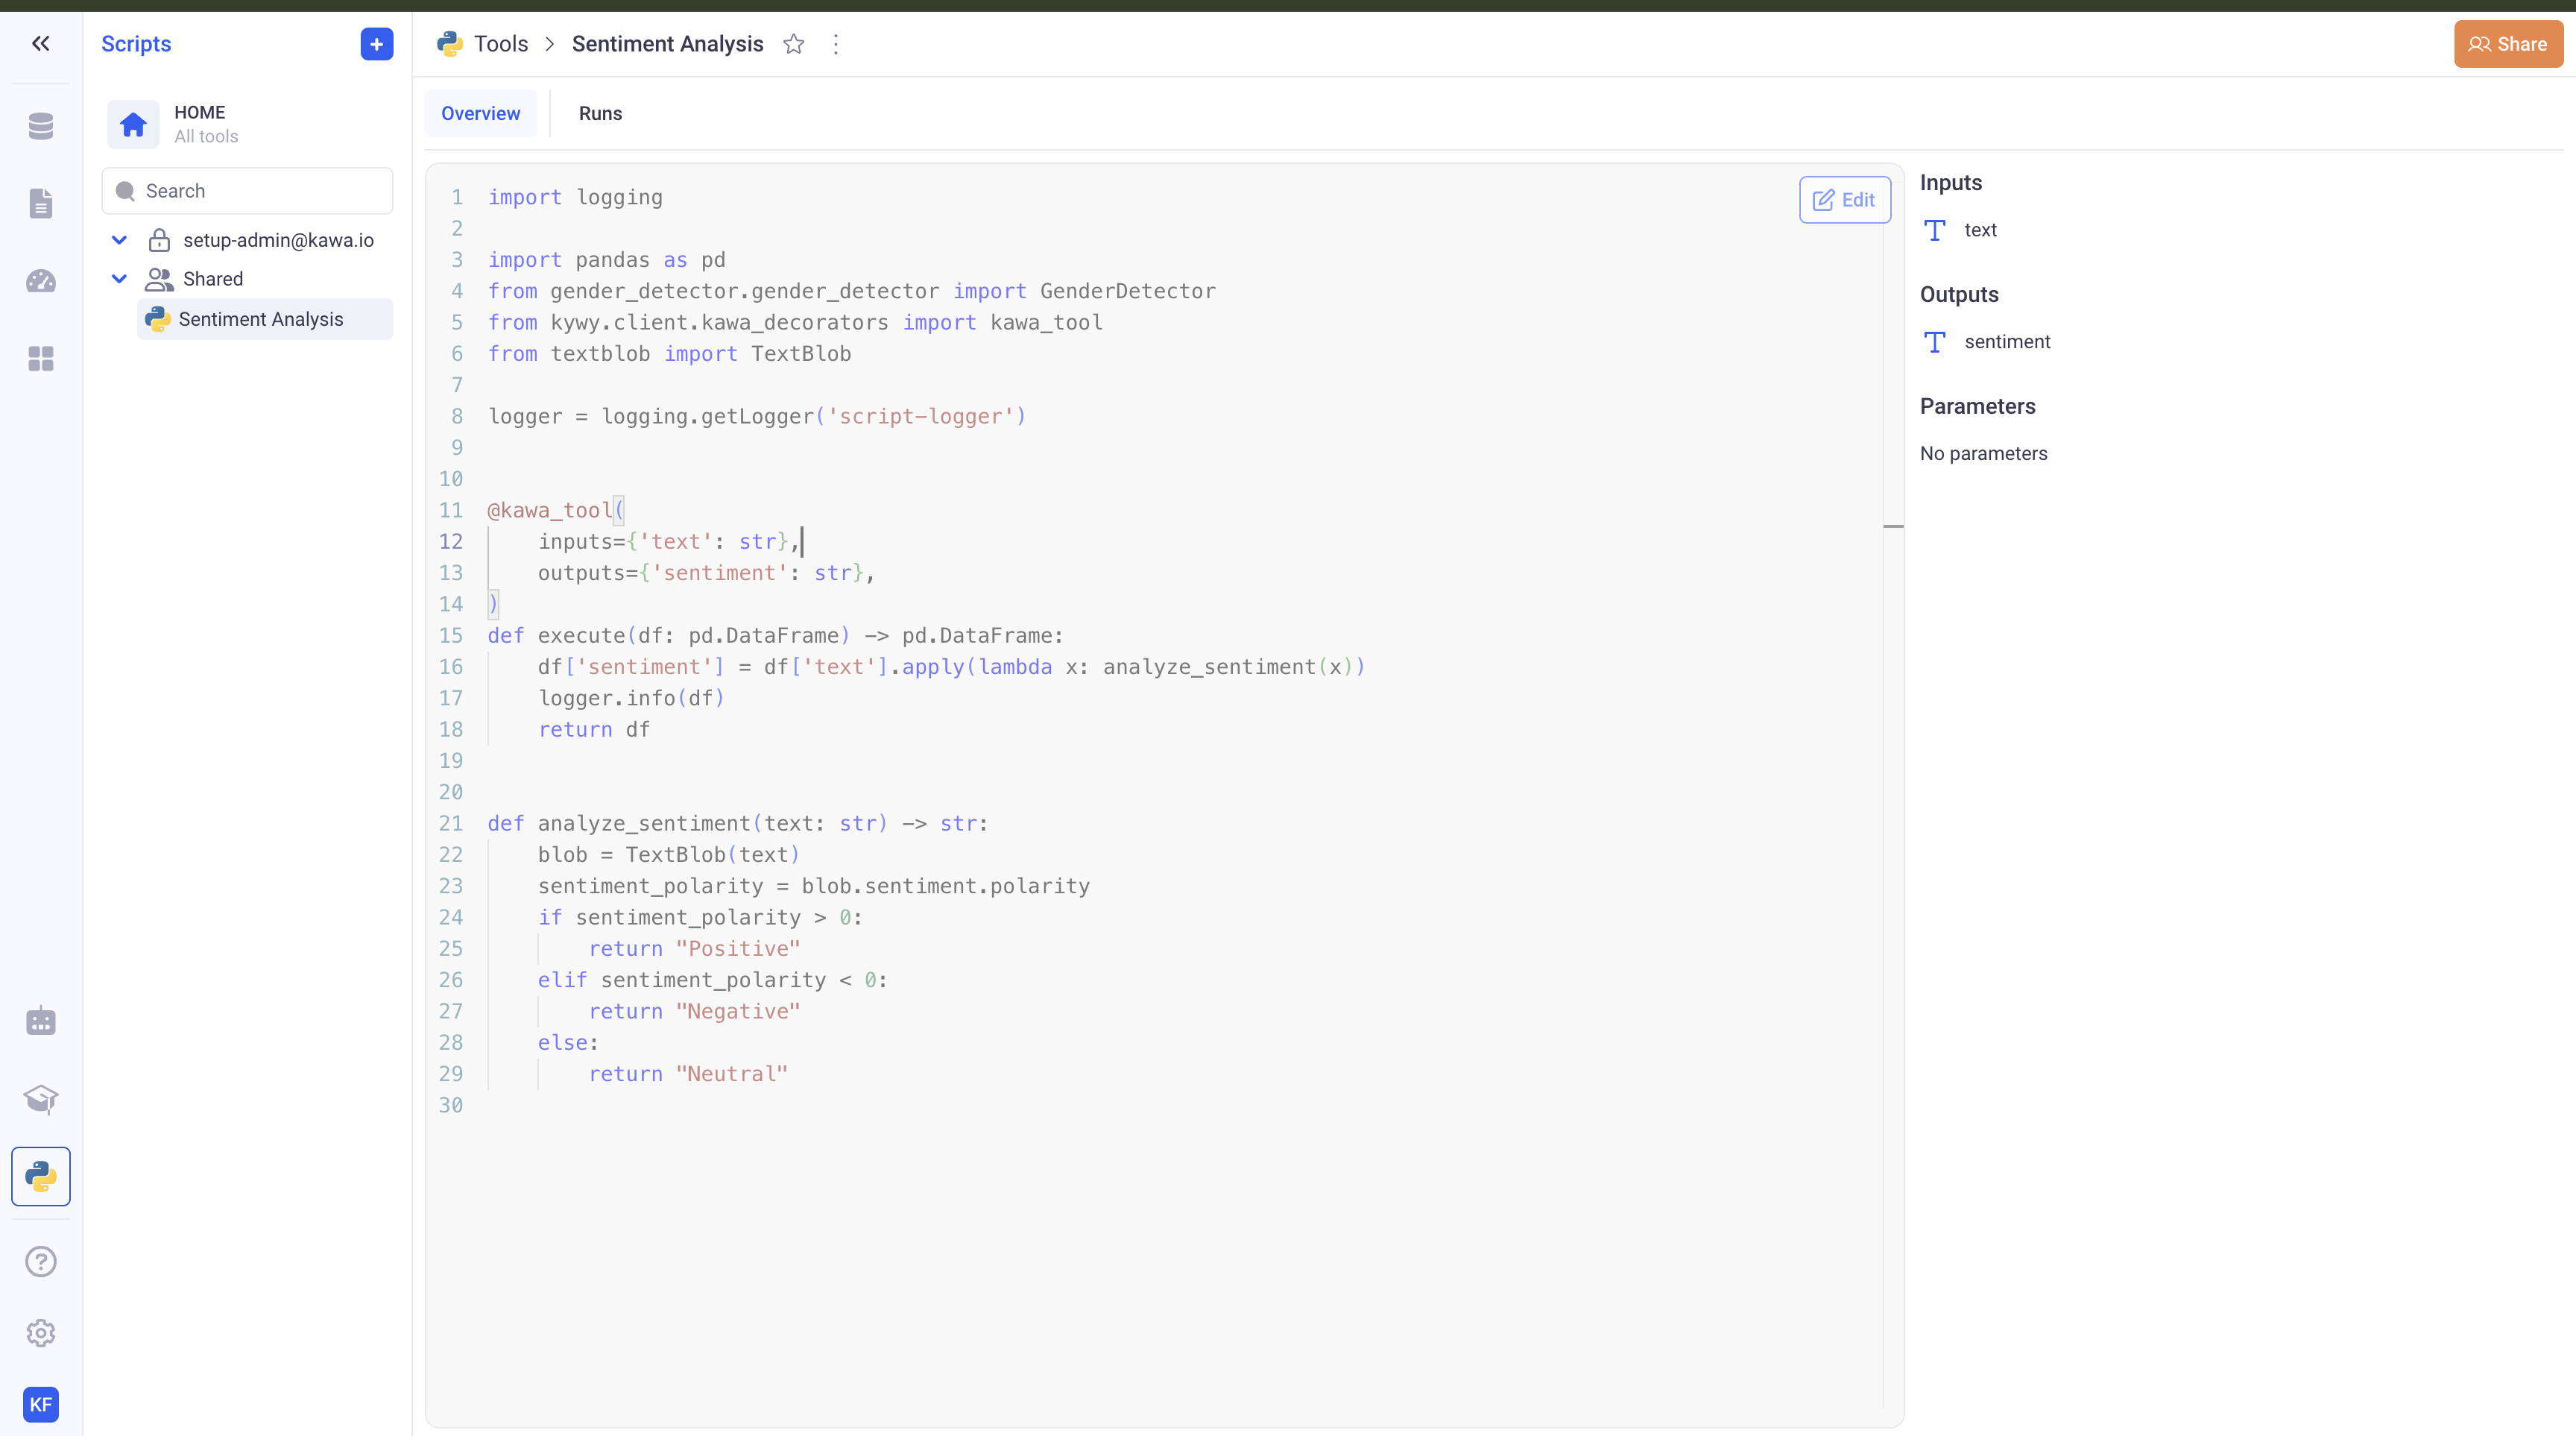 Scripts
Tools > Sentiment Analysis
Share
HOME
All tools
Search
setup-admin@kawa.io
Shared
Sentiment Analysis
Overview
Runs
Edit
1 import logging
2
3 import pandas as pd
4 from gender_detector.gender_detector import GenderDetector
5 from kywy.client.kawa_decorators import kawa_tool
6 from textblob import TextBlob
7
8 logger = logging.getLogger('script-logger')
9
10
11 @kawa_tool(
12     inputs={'text': str},
13     outputs={'sentiment': str},
14 )
15 def execute(df: pd.DataFrame) -> pd.DataFrame:
16     df['sentiment'] = df['text'].apply(lambda x: analyze_sentiment(x))
17     logger.info(df)
18     return df
19
20
21 def analyze_sentiment(text: str) -> str:
22     blob = TextBlob(text)
23     sentiment_polarity = blob.sentiment.polarity
24     if sentiment_polarity > 0:
25         return "Positive"
26     elif sentiment_polarity < 0:
27         return "Negative"
28     else:
29         return "Neutral"
30
Inputs
text
Outputs
sentiment
Parameters
No parameters
KF